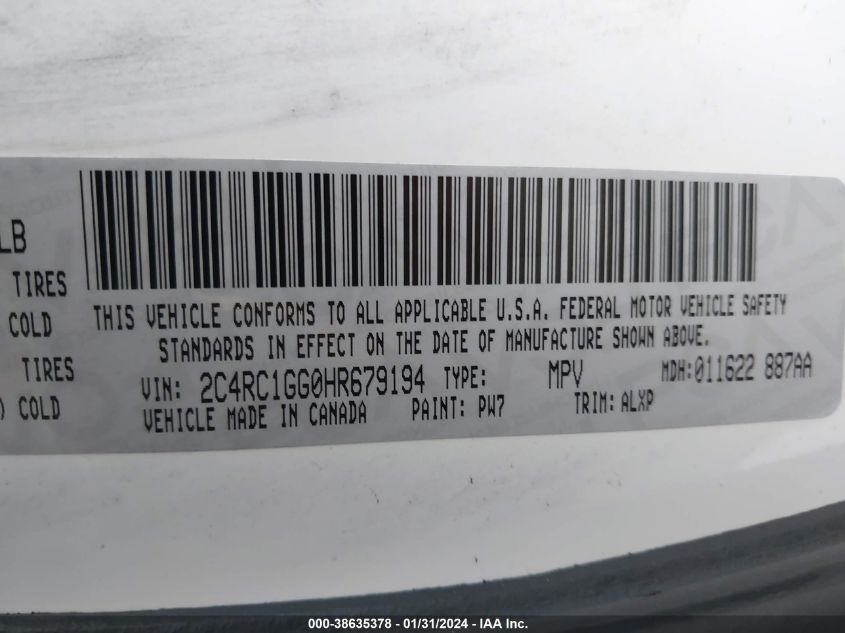 LB
TIRES
COLD
TIRES
) COLD
THIS VEHICLE CONFORMS TO ALL APPLICABLE U.S.A. FEDERAL MOTOR VEHICLE SAFETY
STANDARDS IN EFFECT ON THE DATE OF MANUFACTURE SHOWN ABOVE.
VIN: 2C4RC1GG0HR679194 TYPE: MPV MDH:011622 887AA
VEHICLE MADE IN CANADA PAINT: PW7 TRIM: ALXP
000-38635378 - 01/31/2024 - IAA Inc.